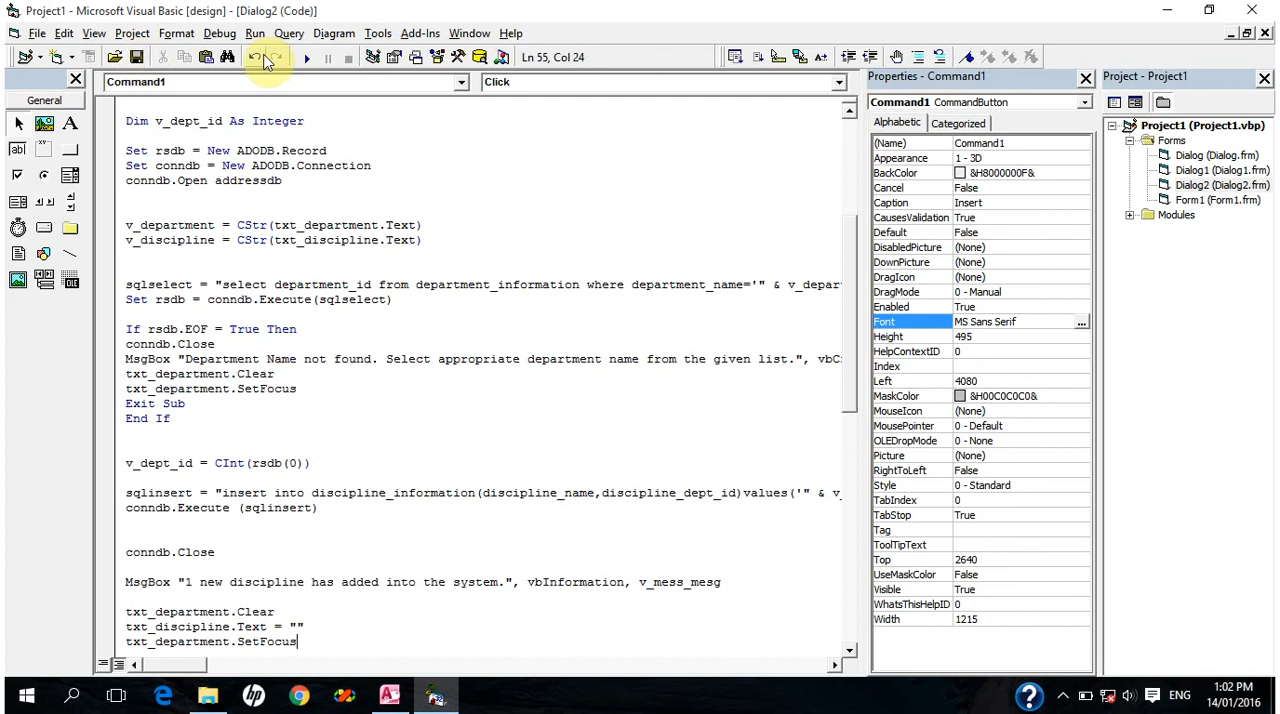 Project1 - Microsoft Visual Basic [design] - [Dialog2 (Code)]
File Edit View Project Format Debug Run Query Diagram Tools Add-Ins Window Help
Ln 55, Col 24
General
Command1
Click
Dim v_dept_id As Integer
Set rsdb = New ADODB.Record
Set conndb = New ADODB.Connection
conndb.Open addressdb
v_department = CStr(txt_department.Text)
v_discipline = CStr(txt_discipline.Text)
sqlselect = "select department_id from department_information where department_name='" & v_depar
Set rsdb = conndb.Execute(sqlselect)
If rsdb.EOF = True Then
conndb.Close
MsgBox "Department Name not found. Select appropriate department name from the given list.", vbC
txt_department.Clear
txt_department.SetFocus
Exit Sub
End If
v_dept_id = CInt(rsdb(0))
sqlinsert = "insert into discipline_information(discipline_name,discipline_dept_id)values('" & v_
conndb.Execute (sqlinsert)
conndb.Close
MsgBox "1 new discipline has added into the system.", vbInformation, v_mess_mesg
txt_department.Clear
txt_discipline.Text = ""
txt_department.SetFocus
Properties - Command1
Command1 CommandButton
Alphabetic Categorized
(Name) Command1
Appearance 1 - 3D
BackColor &H8000000F&
Cancel False
Caption Insert
CausesValidation True
Default False
DisabledPicture (None)
DownPicture (None)
DragIcon (None)
DragMode 0 - Manual
Enabled True
Font MS Sans Serif ...
Height 495
HelpContextID 0
Index
Left 4080
MaskColor &H00C0C0C0&
MouseIcon (None)
MousePointer 0 - Default
OLEDropMode 0 - None
Picture (None)
RightToLeft False
Style 0 - Standard
TabIndex 0
TabStop True
Tag
ToolTipText
Top 2640
UseMaskColor False
Visible True
WhatsThisHelpID 0
Width 1215
Project - Project1
Project1 (Project1.vbp)
Forms
Dialog (Dialog.frm)
Dialog1 (Dialog1.frm)
Dialog2 (Dialog2.frm)
Form1 (Form1.frm)
Modules
ENG
1:02 PM
14/01/2016